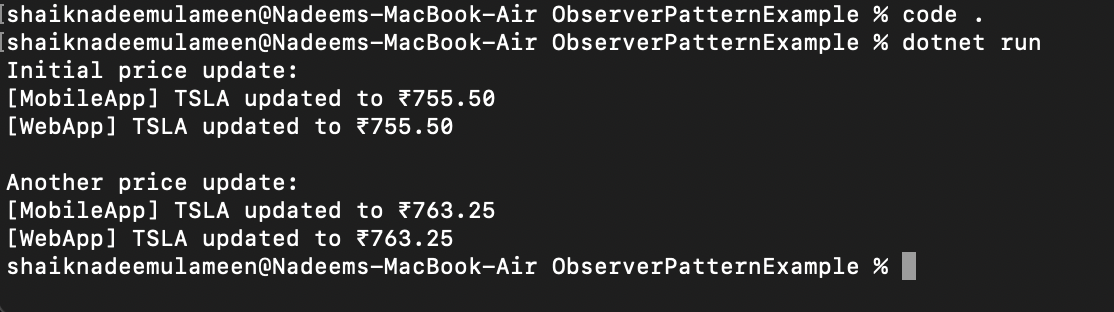 [shaiknadeemulameen@Nadeems-MacBook-Air ObserverPatternExample % code .
[shaiknadeemulameen@Nadeems-MacBook-Air ObserverPatternExample % dotnet run
Initial price update:
[MobileApp] TSLA updated to ₹755.50
[WebApp] TSLA updated to ₹755.50

Another price update:
[MobileApp] TSLA updated to ₹763.25
[WebApp] TSLA updated to ₹763.25
shaiknadeemulameen@Nadeems-MacBook-Air ObserverPatternExample %